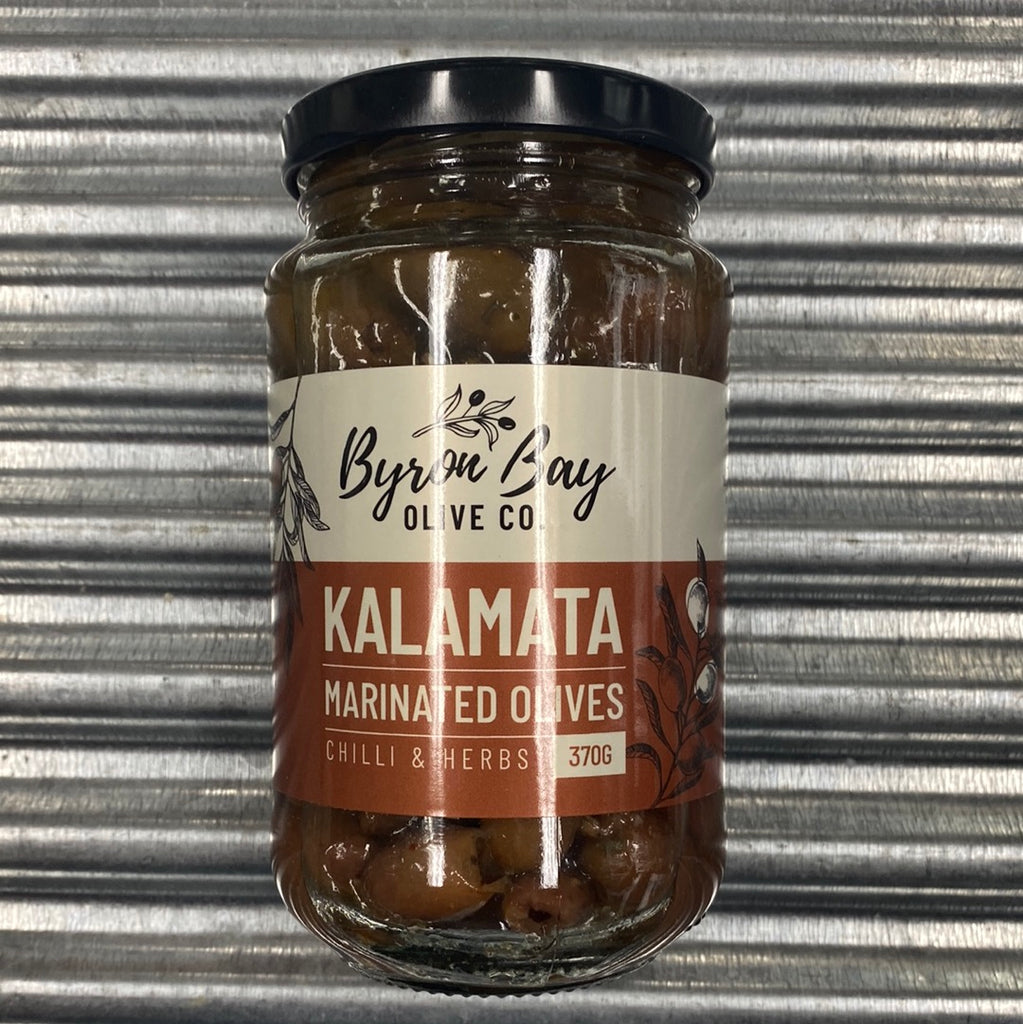 Byron Bay
OLIVE CO.
KALAMATA
MARINATED OLIVES
CHILLI & HERBS 370G